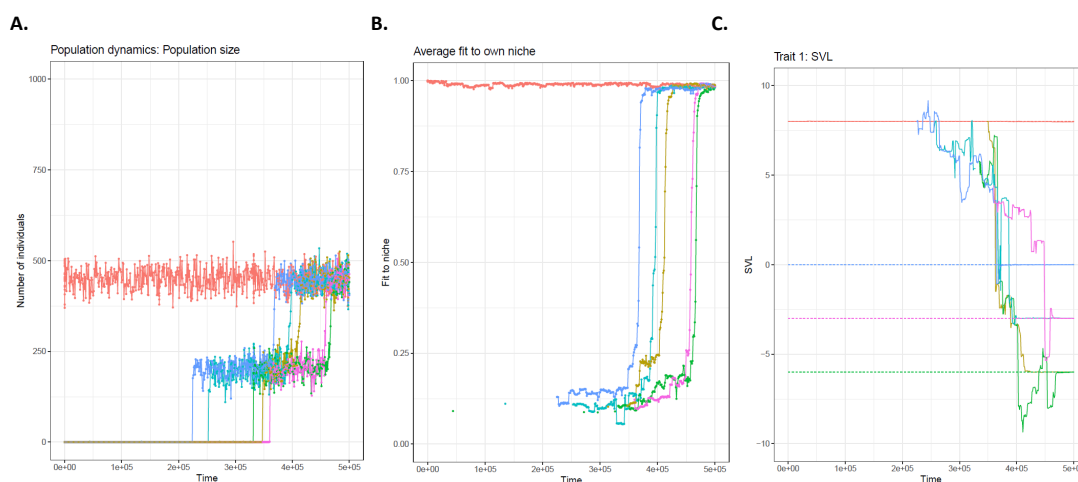 A.
Population dynamics: Population size
1000
750
500
250
0
Number of individuals
0e+00 1e+05 2e+05 3e+05 4e+05 5e+05
Time
B.
Average fit to own niche
1.00
0.75
0.50
0.25
0.00
Fit to niche
0e+00 1e+05 2e+05 3e+05 4e+05 5e+05
Time
C.
Trait 1: SVL
10
5
0
−5
−10
SVL
0e+00 1e+05 2e+05 3e+05 4e+05 5e+05
Time